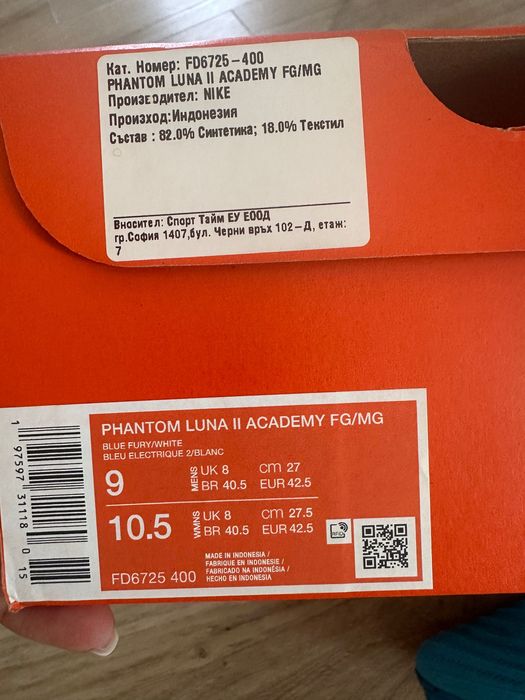 Кат. Номер: FD6725-400
PHANTOM LUNA II ACADEMY FG/MG
Производител: NIKE
Произход:Индонезия
Състав : 82.0% Синтетика; 18.0% Текстил
Вносител: Спорт Тайм ЕУ ЕООД
гр.София 1407,бул. Черни връх 102-Д, етаж:
7
PHANTOM LUNA II ACADEMY FG/MG
BLUE FURY/WHITE
BLEU ELECTRIQUE 2/BLANC
9 MENS UK 8 CM 27
BR 40.5 EUR 42.5
10.5 WMNS UK 8 CM 27.5
BR 40.5 EUR 42.5
MADE IN INDONESIA /
FABRIQUE EN INDONESIE /
FABRICADO NA INDONÉSIA /
HECHO EN INDONESIA
FD6725 400
1 97597 31118 0 15